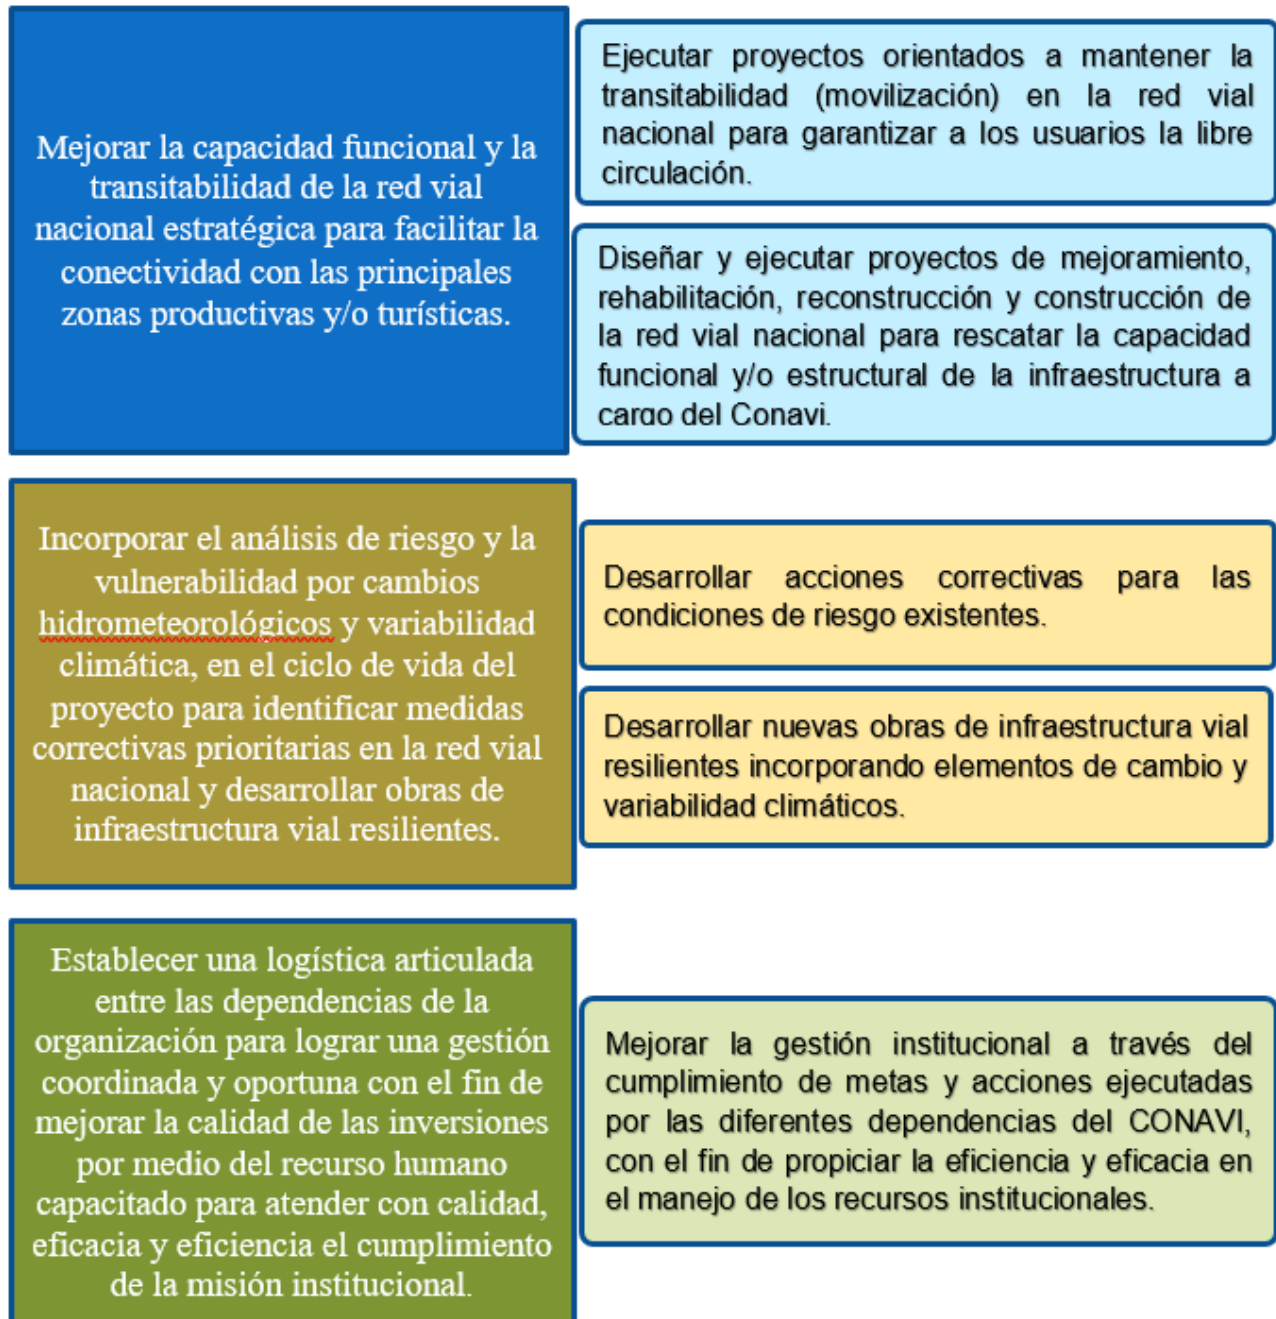 Mejorar la capacidad funcional y la
transitabilidad de la red vial
nacional estratégica para facilitar la
conectividad con las principales
zonas productivas y/o turísticas.
Ejecutar proyectos orientados a mantener la
transitabilidad (movilización) en la red vial
nacional para garantizar a los usuarios la libre
circulación.
Diseñar y ejecutar proyectos de mejoramiento,
rehabilitación, reconstrucción y construcción de
la red vial nacional para rescatar la capacidad
funcional y/o estructural de la infraestructura a
cargo del Conavi.
Incorporar el análisis de riesgo y la
vulnerabilidad por cambios
hidrometeorológicos y variabilidad
climática, en el ciclo de vida del
proyecto para identificar medidas
correctivas prioritarias en la red vial
nacional y desarrollar obras de
infraestructura vial resilientes.
Desarrollar acciones correctivas para las
condiciones de riesgo existentes.
Desarrollar nuevas obras de infraestructura vial
resilientes incorporando elementos de cambio y
variabilidad climáticos.
Establecer una logística articulada
entre las dependencias de la
organización para lograr una gestión
coordinada y oportuna con el fin de
mejorar la calidad de las inversiones
por medio del recurso humano
capacitado para atender con calidad,
eficacia y eficiencia el cumplimiento
de la misión institucional.
Mejorar la gestión institucional a través del
cumplimiento de metas y acciones ejecutadas
por las diferentes dependencias del CONAVI,
con el fin de propiciar la eficiencia y eficacia en
el manejo de los recursos institucionales.